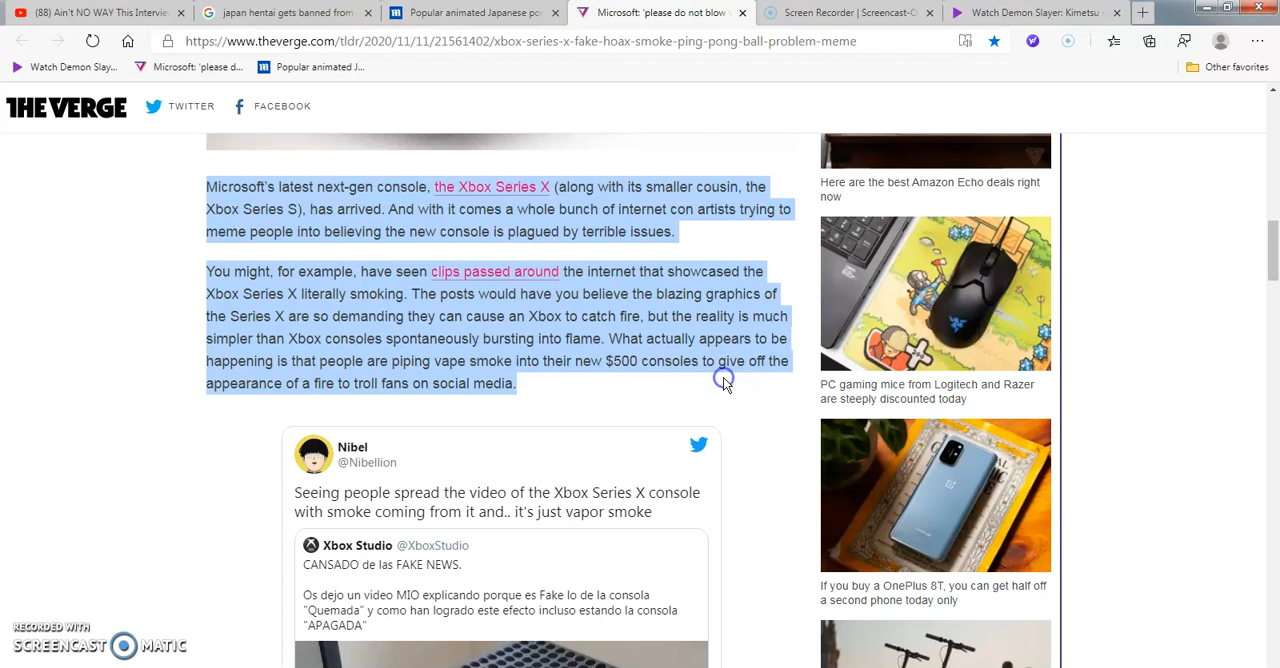 (88) Ain't NO WAY This Intervie
japan hentai gets banned from
Popular animated Japanese po
Microsoft: 'please do not blow v
Screen Recorder | Screencast-O
Watch Demon Slayer: Kimetsu
https://www.theverge.com/tldr/2020/11/11/21561402/xbox-series-x-fake-hoax-smoke-ping-pong-ball-problem-meme
Watch Demon Slay...
Microsoft: 'please d...
Popular animated J...
Other favorites
THE VERGE
TWITTER
FACEBOOK
Microsoft's latest next-gen console, the Xbox Series X (along with its smaller cousin, the
Xbox Series S), has arrived. And with it comes a whole bunch of internet con artists trying to
meme people into believing the new console is plagued by terrible issues.
You might, for example, have seen clips passed around the internet that showcased the
Xbox Series X literally smoking. The posts would have you believe the blazing graphics of
the Series X are so demanding they can cause an Xbox to catch fire, but the reality is much
simpler than Xbox consoles spontaneously bursting into flame. What actually appears to be
happening is that people are piping vape smoke into their new $500 consoles to give off the
appearance of a fire to troll fans on social media.
Nibel
@Nibellion
Seeing people spread the video of the Xbox Series X console
with smoke coming from it and.. it's just vapor smoke
Xbox Studio @XboxStudio
CANSADO de las FAKE NEWS.
Os dejo un video MIO explicando porque es Fake lo de la consola
"Quemada" y como han logrado este efecto incluso estando la consola
"APAGADA"
Here are the best Amazon Echo deals right
now
PC gaming mice from Logitech and Razer
are steeply discounted today
If you buy a OnePlus 8T, you can get half off
a second phone today only
RECORDED WITH
SCREENCAST MATIC